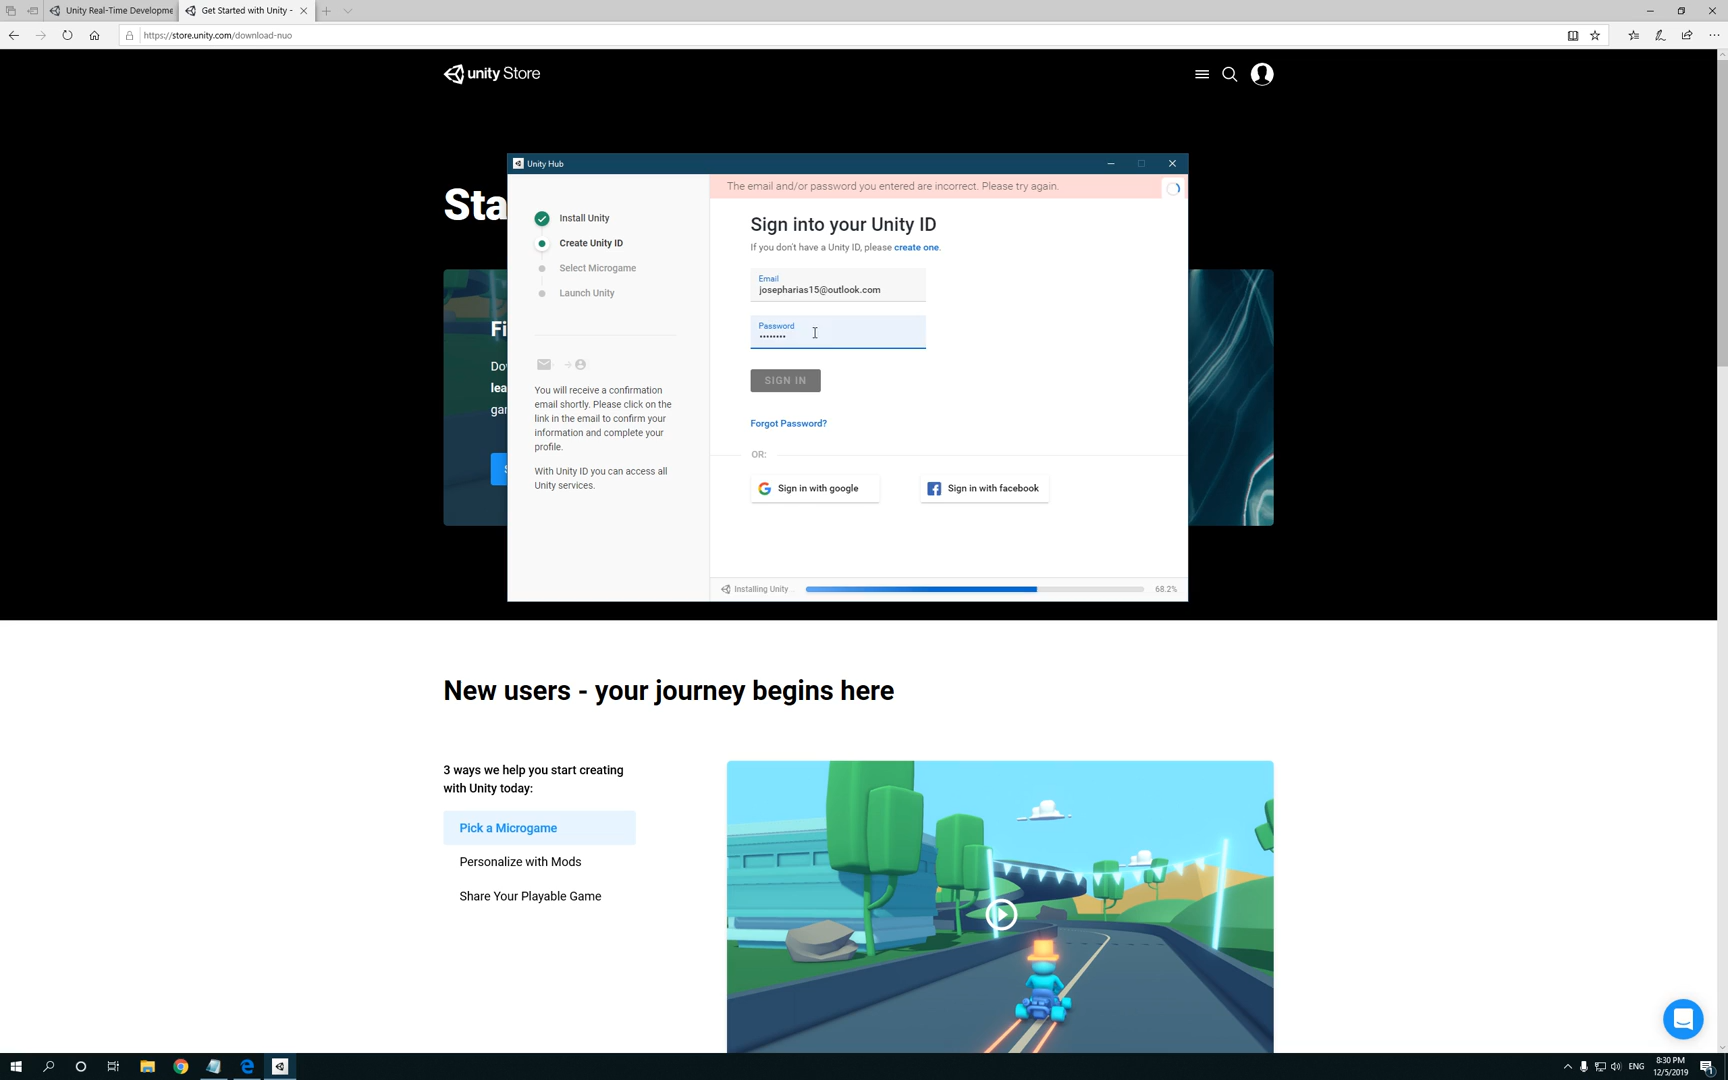 Unity Real-Time Developme
Get Started with Unity -
https://store.unity.com/download-nuo
unity Store
Sta
Unity Hub
The email and/or password you entered are incorrect. Please try again.
Install Unity
Create Unity ID
Select Microgame
Launch Unity
You will receive a confirmation
email shortly. Please click on the
link in the email to confirm your
information and complete your
profile.
With Unity ID you can access all
Unity services.
Sign into your Unity ID
If you don't have a Unity ID, please create one.
Email
josepharias15@outlook.com
Password
••••••••
SIGN IN
Forgot Password?
OR:
Sign in with google
Sign in with facebook
Installing Unity
68.2%
Fi
Do
lea
gar
S
New users - your journey begins here
3 ways we help you start creating
with Unity today:
Pick a Microgame
Personalize with Mods
Share Your Playable Game
ENG
8:30 PM
12/5/2019
1